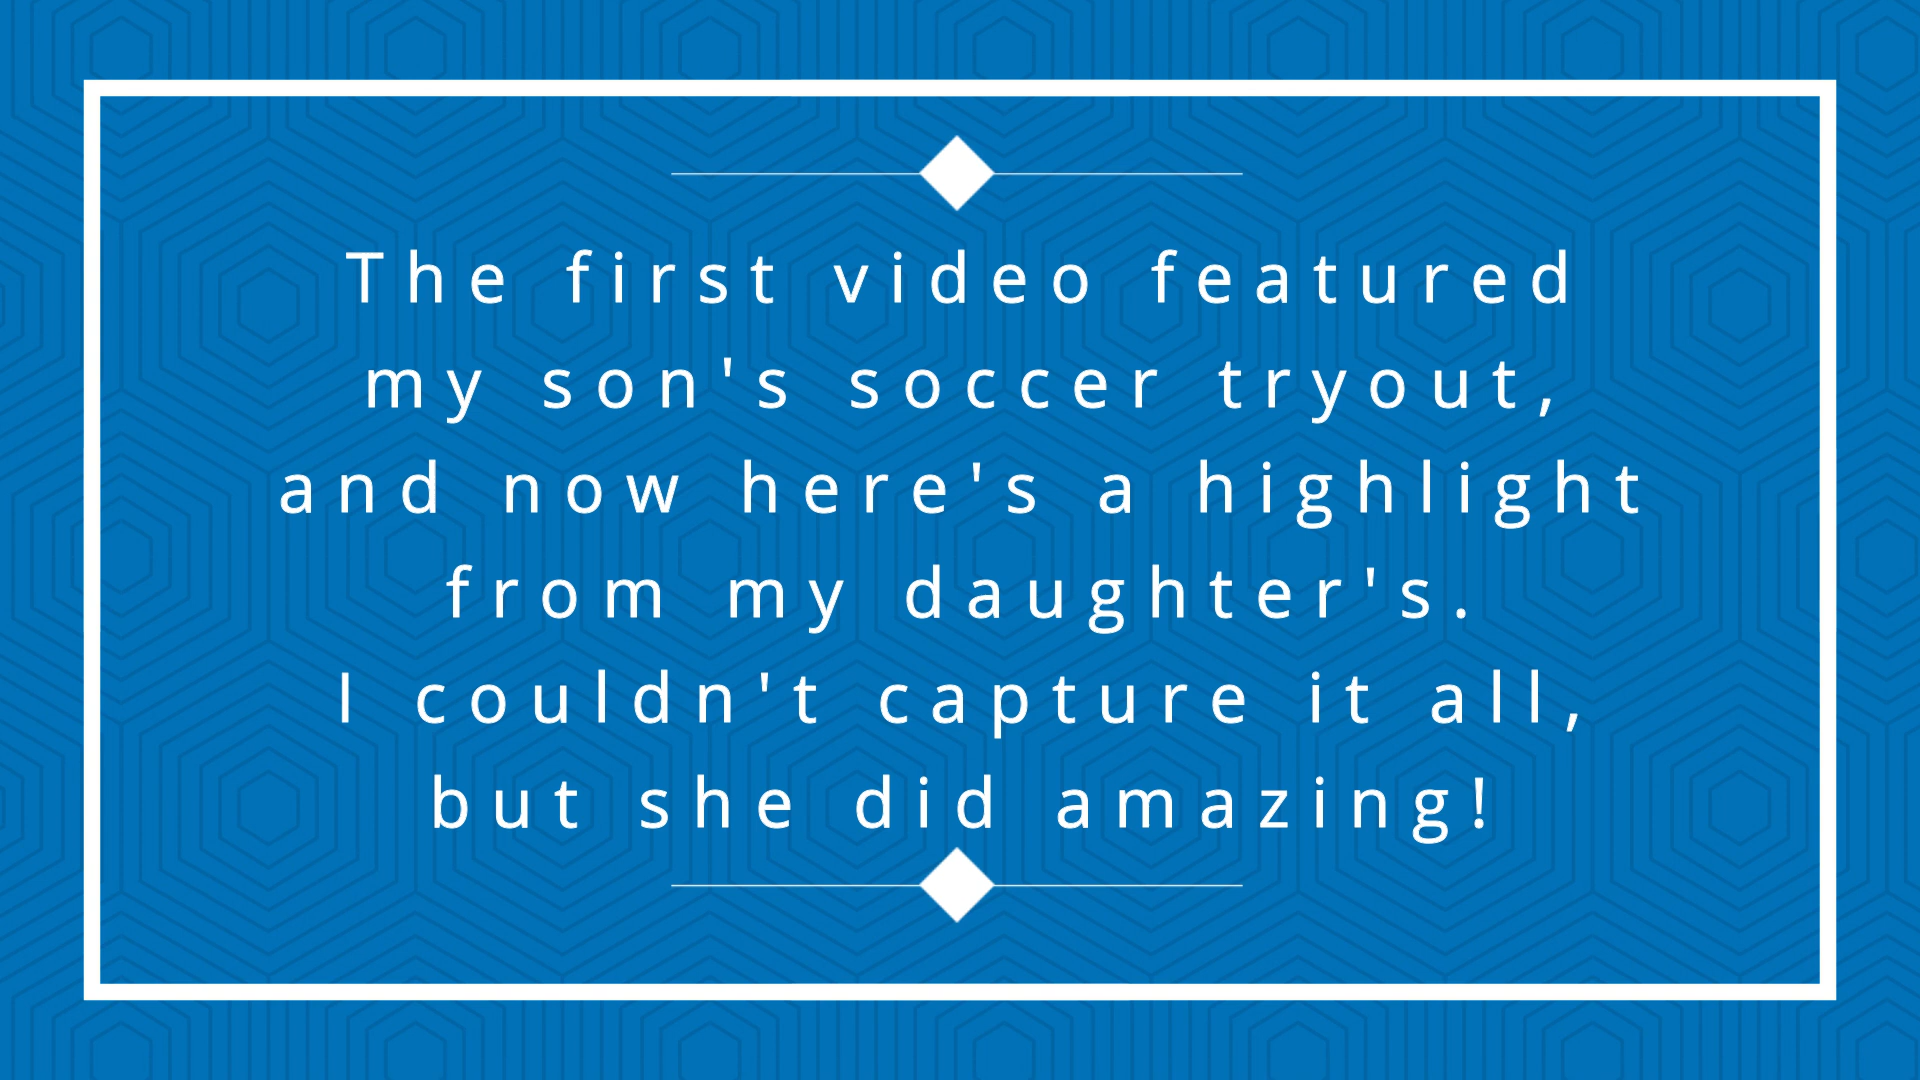 The first video featured
my son's soccer tryout,
and now here's a highlight
from my daughter's.
I couldn't capture it all,
but she did amazing!